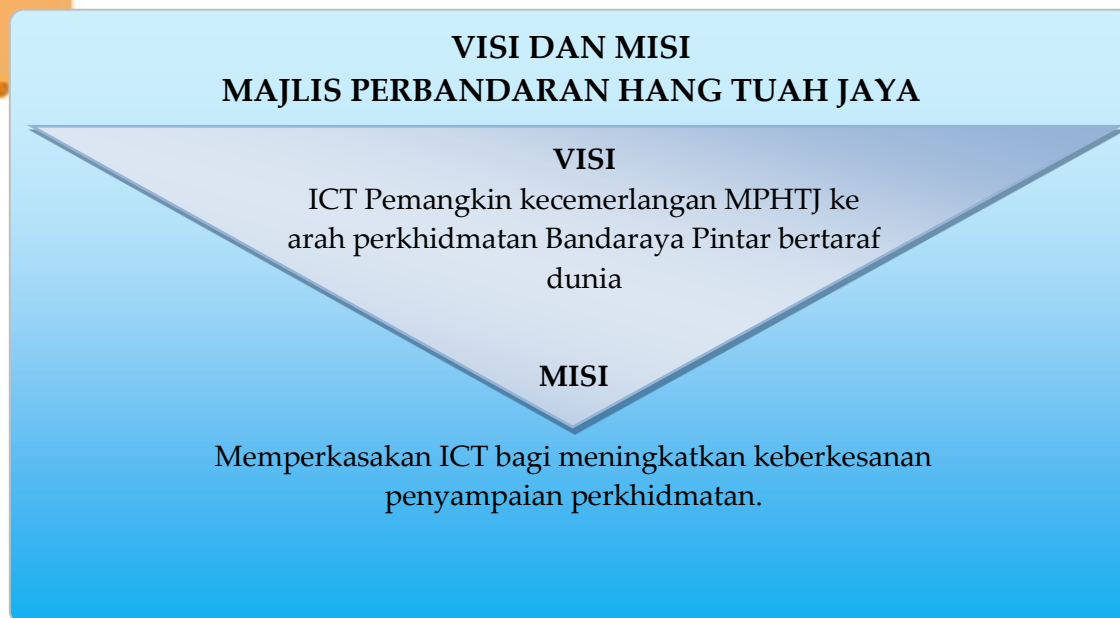 VISI DAN MISI
MAJLIS PERBANDARAN HANG TUAH JAYA
VISI
ICT Pemangkin kecemerlangan MPHTJ ke
arah perkhidmatan Bandaraya Pintar bertaraf
dunia
MISI
Memperkasakan ICT bagi meningkatkan keberkesanan
penyampaian perkhidmatan.